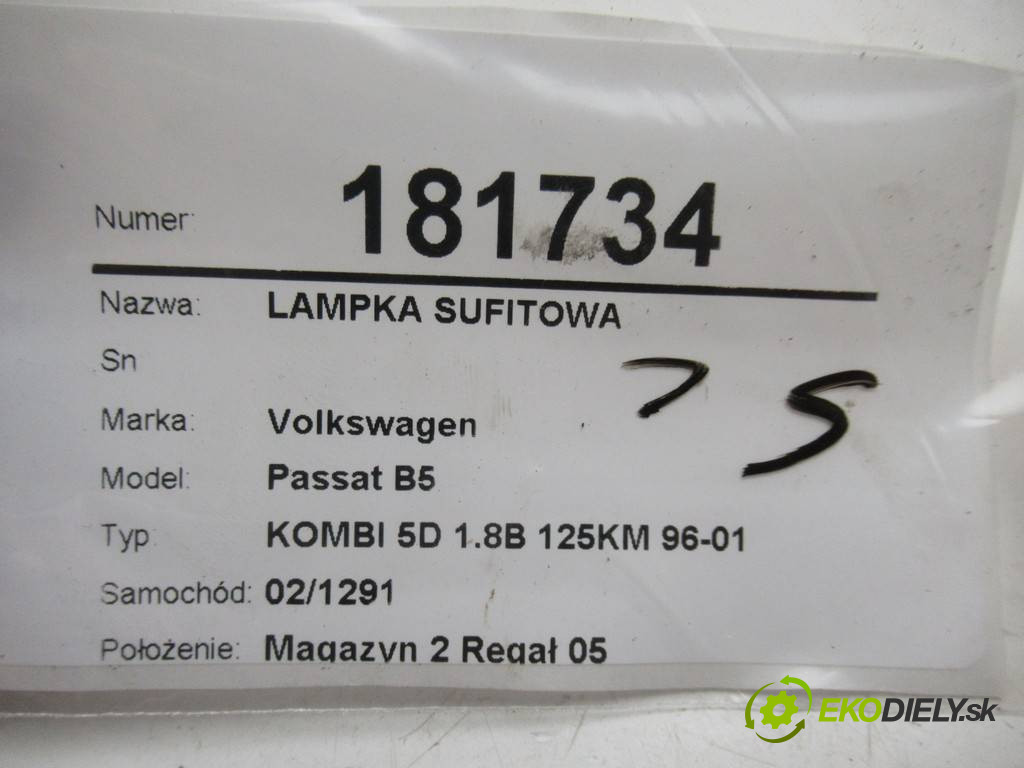 Numer: 181734
Nazwa: LAMPKA SUFITOWA
Sn
Marka: Volkswagen
Model: Passat B5
Typ: KOMBI 5D 1.8B 125KM 96-01
Samochód: 02/1291
Położenie: Magazyn 2 Regał 05
EKODIELY.sk